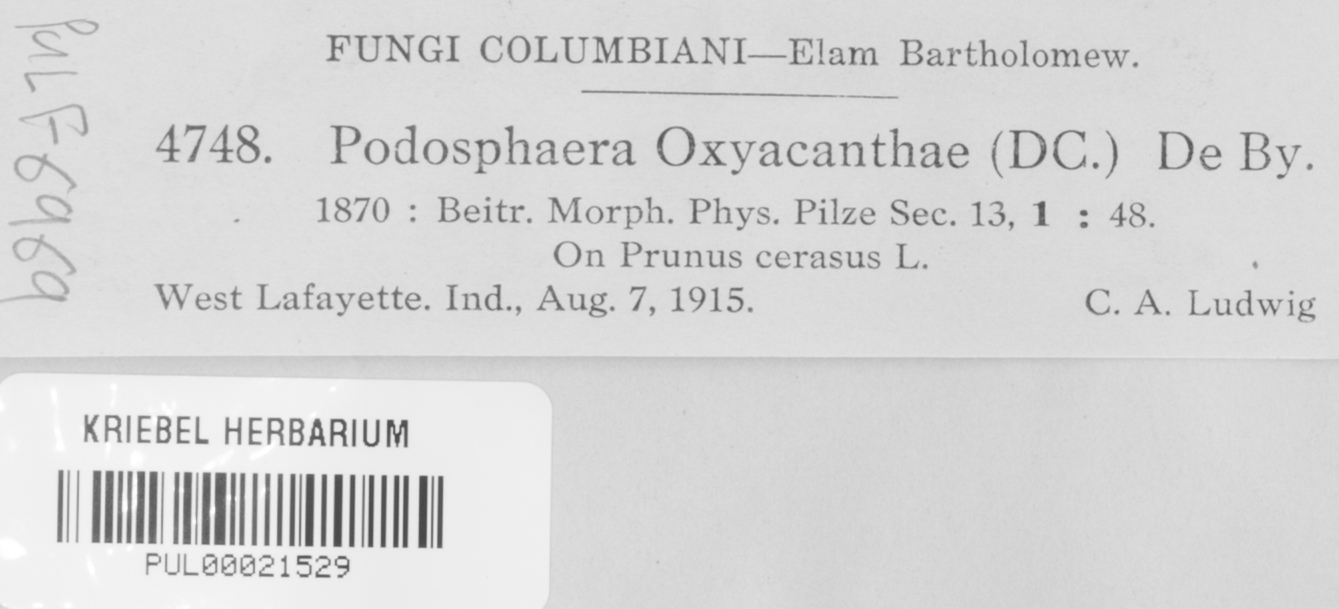 PUL F-6969
FUNGI COLUMBIANI—Elam Bartholomew.
4748. Podosphaera Oxyacanthae (DC.) De By.
1870 : Beitr. Morph. Phys. Pilze Sec. 13, 1 : 48.
On Prunus cerasus L.
West Lafayette. Ind., Aug. 7, 1915. C. A. Ludwig
KRIEBEL HERBARIUM
PUL00021529